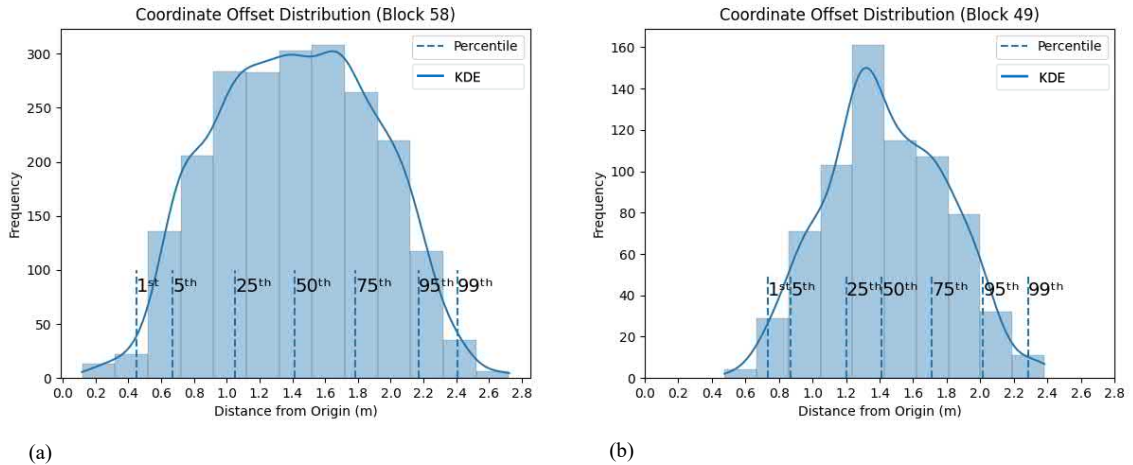 Coordinate Offset Distribution (Block 58)
Percentile
KDE
Frequency
300
250
200
150
100
50
0
1ˢᵗ 5ᵗʰ 25ᵗʰ 50ᵗʰ 75ᵗʰ 95ᵗʰ 99ᵗʰ
0.0 0.2 0.4 0.6 0.8 1.0 1.2 1.4 1.6 1.8 2.0 2.2 2.4 2.6 2.8
Distance from Origin (m)
(a)
Coordinate Offset Distribution (Block 49)
Percentile
KDE
Frequency
160
140
120
100
80
60
40
20
0
1ˢᵗ 5ᵗʰ 25ᵗʰ 50ᵗʰ 75ᵗʰ 95ᵗʰ 99ᵗʰ
0.0 0.2 0.4 0.6 0.8 1.0 1.2 1.4 1.6 1.8 2.0 2.2 2.4 2.6 2.8
Distance from Origin (m)
(b)